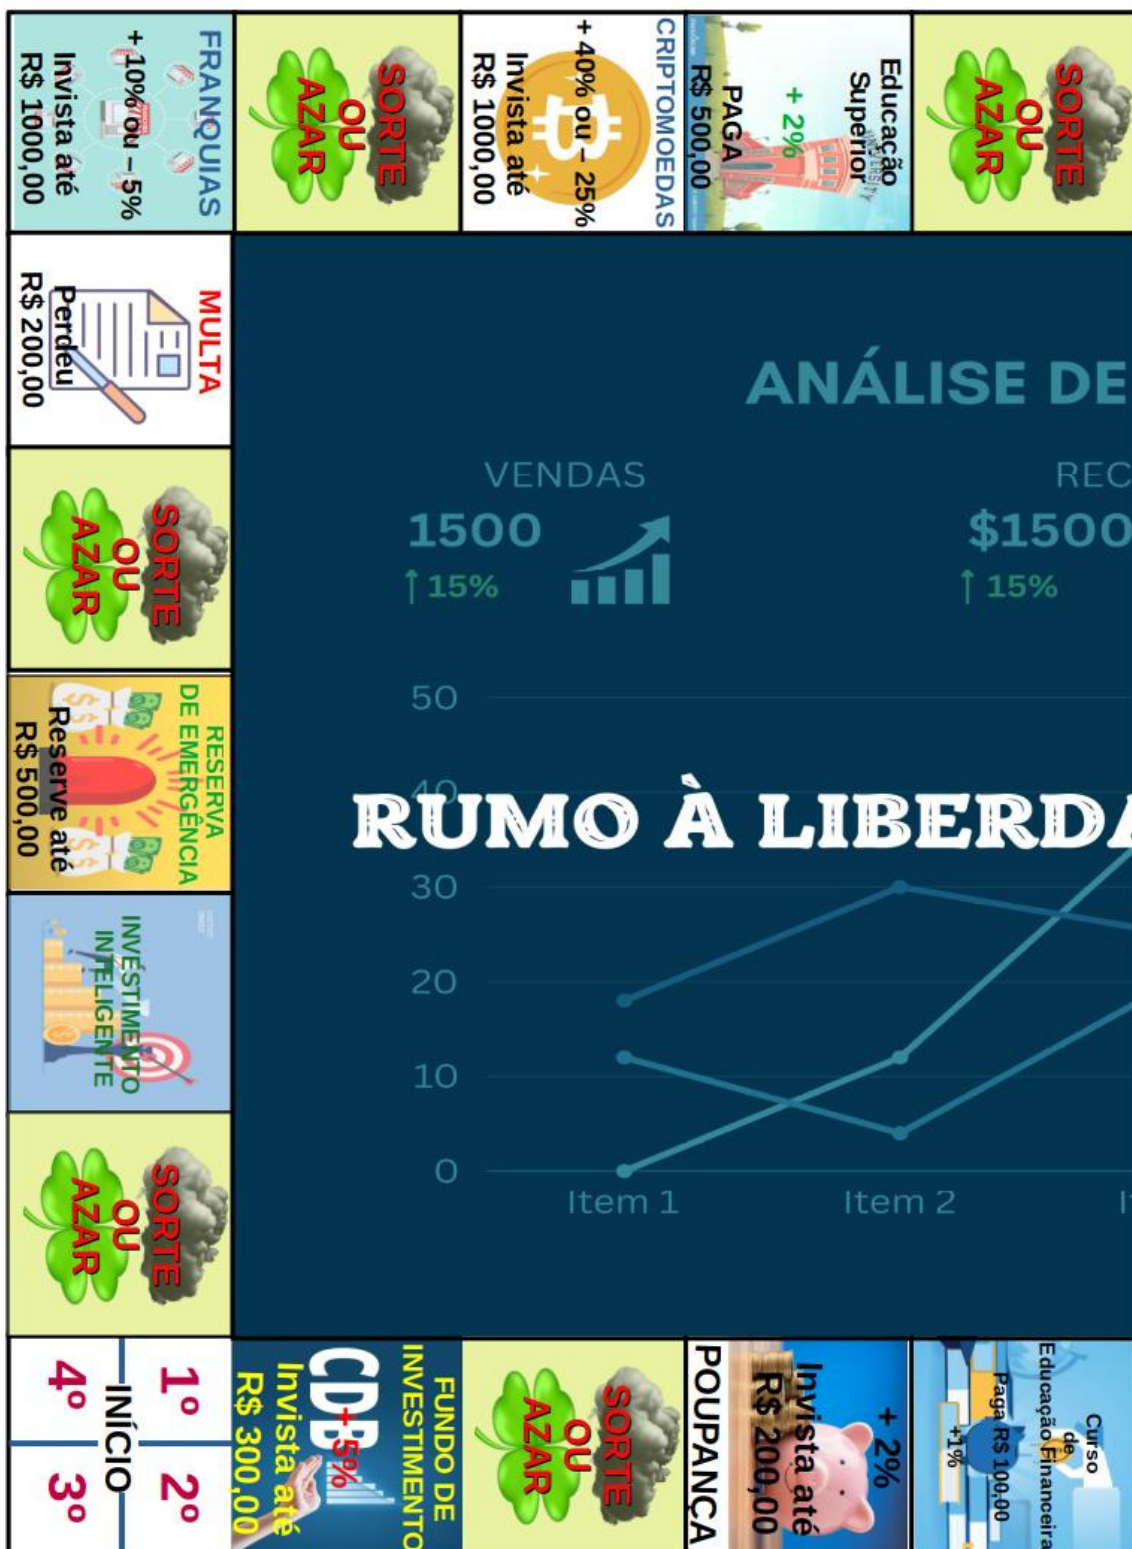 FRANQUIAS
+ 10% ou – 5%
Invista até
R$ 1000,00
SORTE
OU
AZAR
CRIPTOMOEDAS
+ 40% ou – 25%
Invista até
R$ 1000,00
Educação
Superior
UNIVERSITY
+ 2%
PAGA
R$ 500,00
SORTE
OU
AZAR
MULTA
Perdeu
R$ 200,00
SORTE
OU
AZAR
RESERVA
DE EMERGÊNCIA
Reserve até
R$ 500,00
INVESTIMENTO
INTELIGENTE
SORTE
OU
AZAR
ANÁLISE DE
VENDAS
1500
↑ 15%
REC
$1500
↑ 15%
50
40
30
20
10
0
Item 1
Item 2
RUMO À LIBERDA
1º 2º
INÍCIO
4º 3º
FUNDO DE
INVESTIMENTO
CDB
+ 5%
Invista até
R$ 300,00
SORTE
OU
AZAR
+ 2%
Invista até
R$ 200,00
POUPANÇA
Curso
de
Educação Financeira
Paga R$ 100,00
+1%